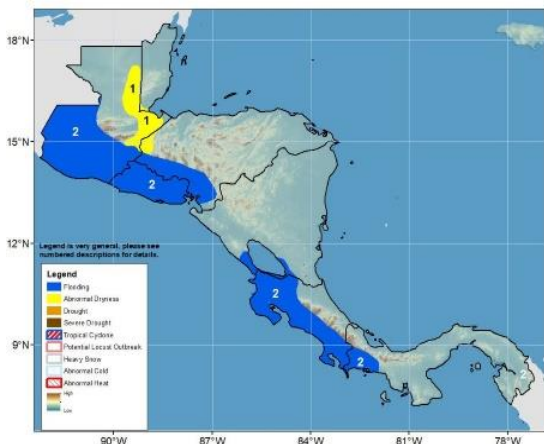 18°N
1
1
2
15°N
2
12°N
Legend is very general, please see
numbered descriptions for details.
Legend
Flooding
Abnormal Dryness
Drought
Severe Drought
Tropical Cyclone
Potential Locust Outbreak
Heavy Snow
Abnormal Cold
Abnormal Heat
High
Low
2
9°N
2
2
90°W
87°W
84°W
81°W
78°W